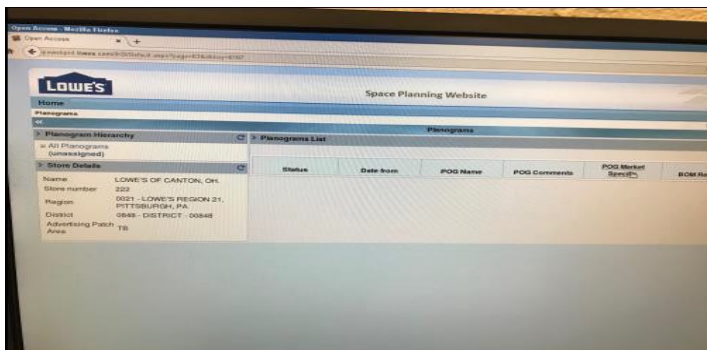 Open Access - Mozilla Firefox
Open Access
LOWE'S
Space Planning Website
Home
Planograms
Planograms
Planogram Hierarchy
Planograms List
All Planograms
(unassigned)
Store Details
Status
Date from
POG Name
POG Comments
POG Market
Specific
BOM Re
Name LOWE'S OF CANTON, OH.
Store number 222
Region 0021 - LOWE'S REGION 21,
PITTSBURGH, PA
District 0848 - DISTRICT - 00848
Advertising Patch TB
Area